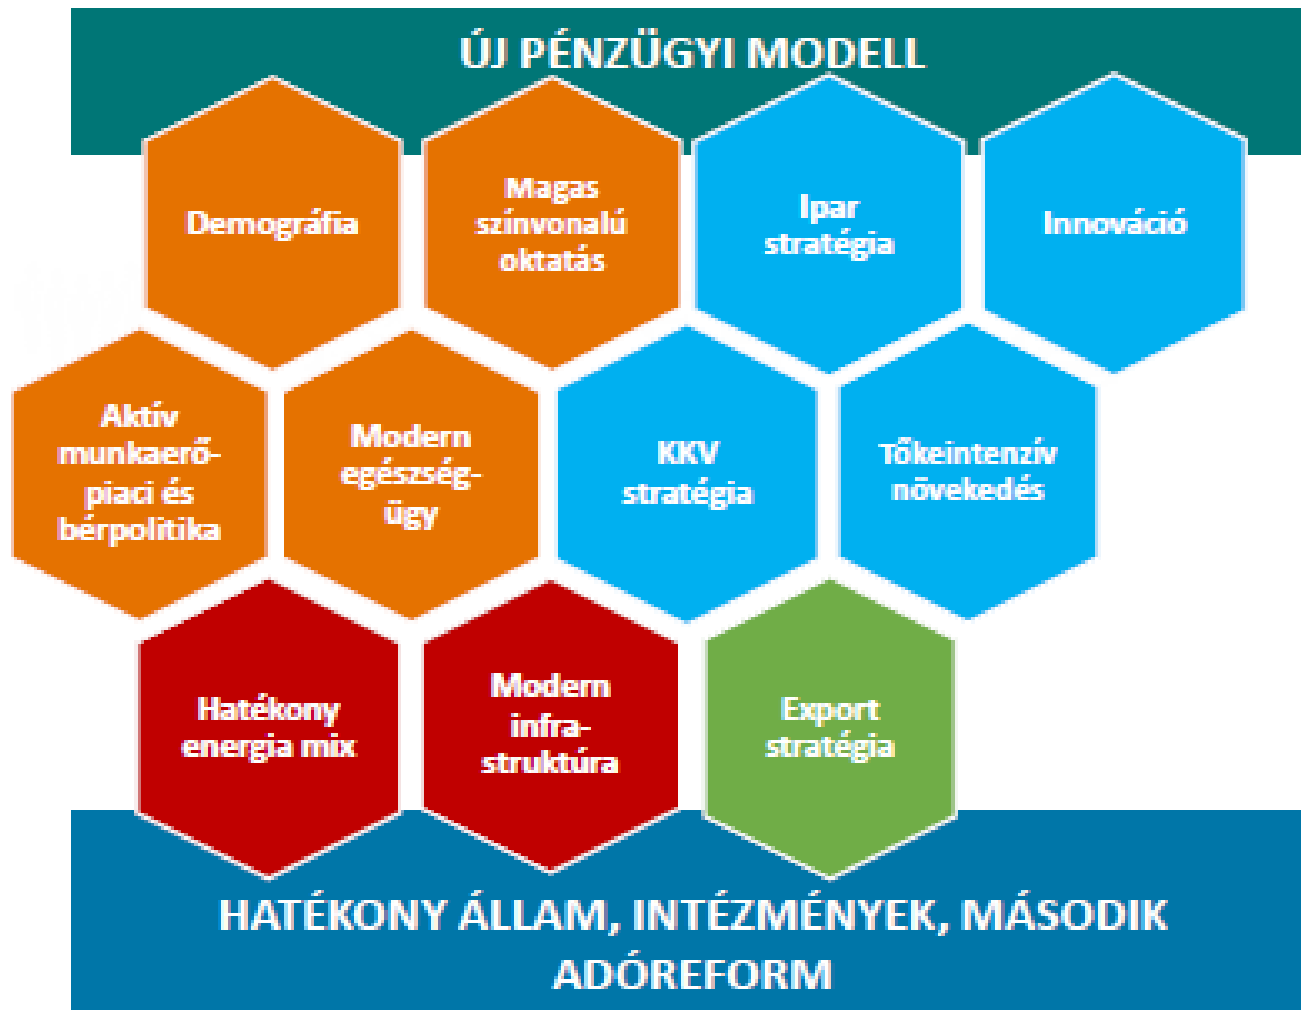 ÚJ PÉNZÜGYI MODELL
Demográfia
Magas
színvonalú
oktatás
Ipar
stratégia
Innováció
Aktív
munkaerő-
piaci és
bérpolitika
Modern
egészség-
ügy
KKV
stratégia
Tőkeintenzív
növekedés
Hatékony
energia mix
Modern
infra-
struktúra
Export
stratégia
HATÉKONY ÁLLAM, INTÉZMÉNYEK, MÁSODIK
ADÓREFORM